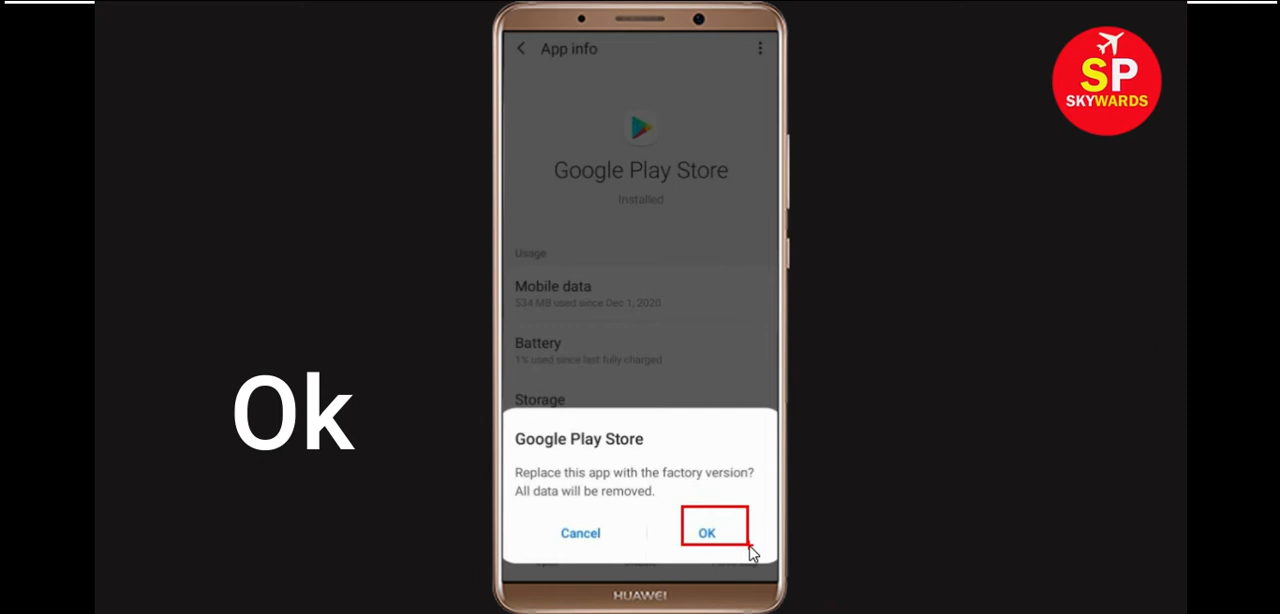 App info
SP
SKYWARDS
Google Play Store
Installed
Usage
Mobile data
534 MB used since Dec 1, 2020
Battery
1% used since last fully charged
Storage
Ok
Google Play Store
Replace this app with the factory version?
All data will be removed.
Cancel
OK
HUAWEI